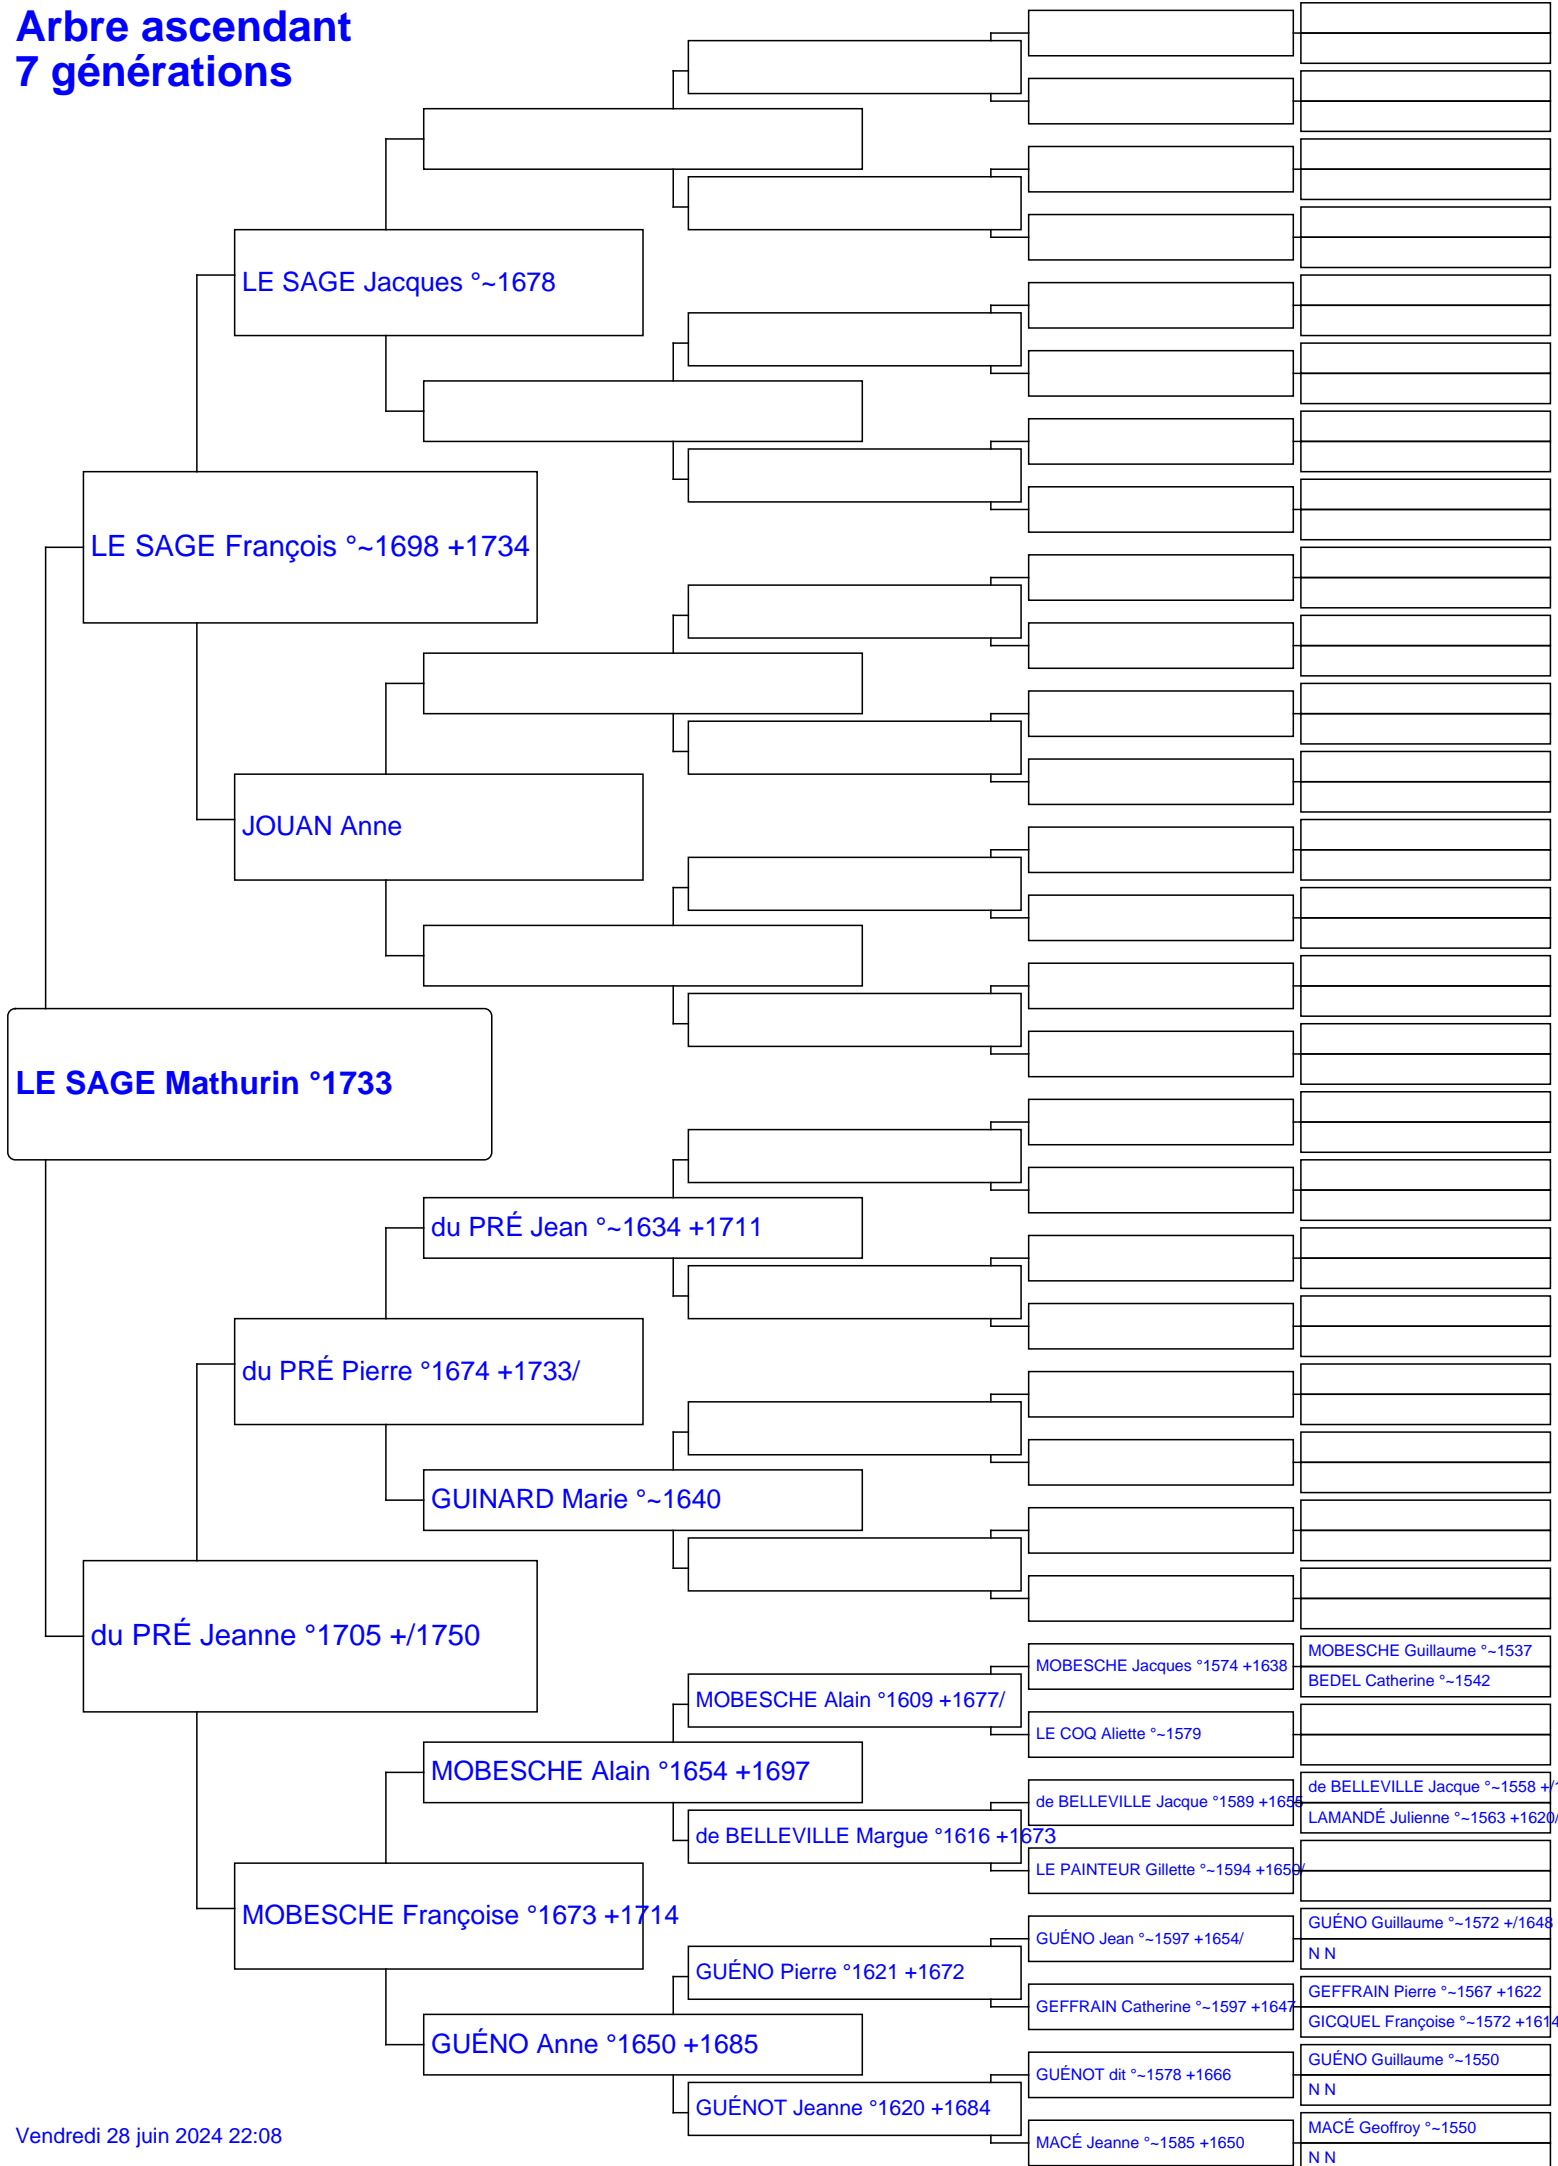 Arbre ascendant
7 générations
LE SAGE Jacques °~1678
LE SAGE François °~1698 +1734
JOUAN Anne
LE SAGE Mathurin °1733
du PRÉ Jean °~1634 +1711
du PRÉ Pierre °1674 +1733/
GUINARD Marie °~1640
du PRÉ Jeanne °1705 +/1750
MOBESCHE Guillaume °~1537
MOBESCHE Jacques °1574 +1638
BEDEL Catherine °~1542
MOBESCHE Alain °1609 +1677/
LE COQ Aliette °~1579
MOBESCHE Alain °1654 +1697
de BELLEVILLE Jacque °~1558 +/1
de BELLEVILLE Jacque °1589 +1655
LAMANDÉ Julienne °~1563 +1620/
de BELLEVILLE Margue °1616 +1673
LE PAINTEUR Gillette °~1594 +1650/
MOBESCHE Françoise °1673 +1714
GUÉNO Guillaume °~1572 +/1648
GUÉNO Jean °~1597 +1654/
N N
GUÉNO Pierre °1621 +1672
GEFFRAIN Pierre °~1567 +1622
GEFFRAIN Catherine °~1597 +1647
GICQUEL Françoise °~1572 +1614
GUÉNO Anne °1650 +1685
GUÉNO Guillaume °~1550
GUÉNOT dit °~1578 +1666
N N
GUÉNOT Jeanne °1620 +1684
MACÉ Geoffroy °~1550
MACÉ Jeanne °~1585 +1650
N N
Vendredi 28 juin 2024 22:08